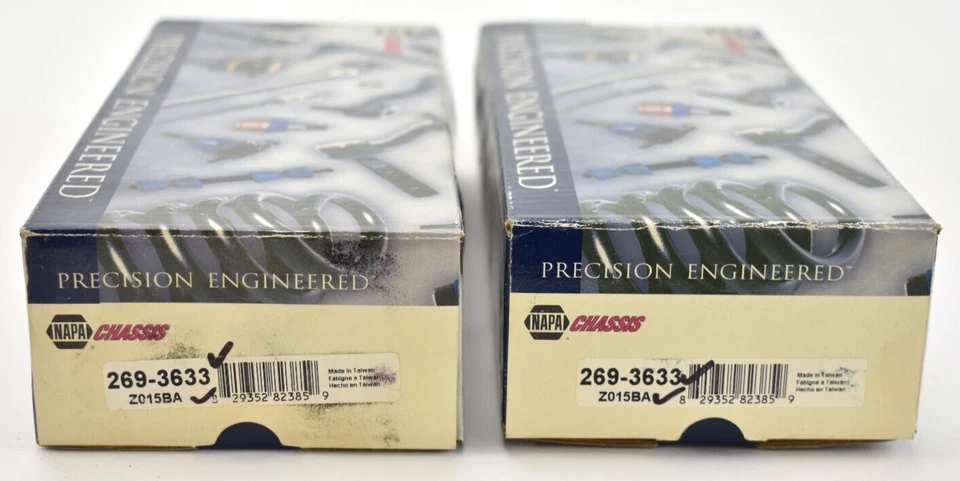 PRECISION ENGINEERED™
PRECISION ENGINEERED
NAPA CHASSIS
269-3633
Z015BA
29352 82385 9
Made in Taiwan
Fabriqué à Taiwan
Hecho en Taiwan
PRECISION ENGINEERED
PRECISION ENGINEERED™
NAPA CHASSIS
269-3633
Z015BA
8 29352 82385 9
Made in Taiwan
Fabriqué à Taiwan
Hecho en Taiwan